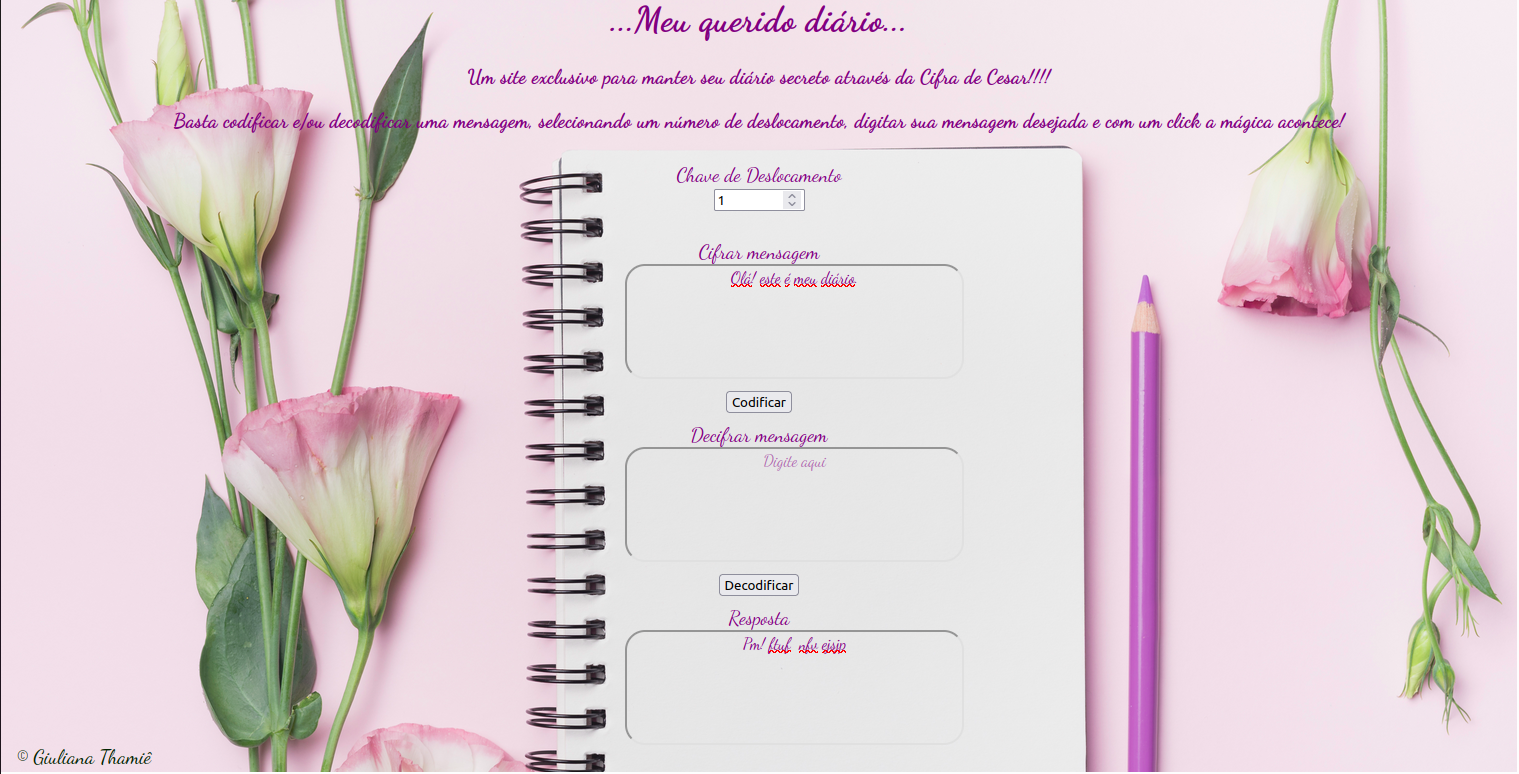 ...Meu querido diário...
Um site exclusivo para manter seu diário secreto através da Cifra de Cesar!!!!
Basta codificar e/ou decodificar uma mensagem, selecionando um número de deslocamento, digitar sua mensagem desejada e com um click a mágica acontece!
Chave de Deslocamento
1
Cifrar mensagem
Olá! este é meu diário.
Codificar
Decifrar mensagem
Digite aqui
Decodificar
Resposta
Pm! ftuf nfv ejsjp
© Giuliana Thamiê